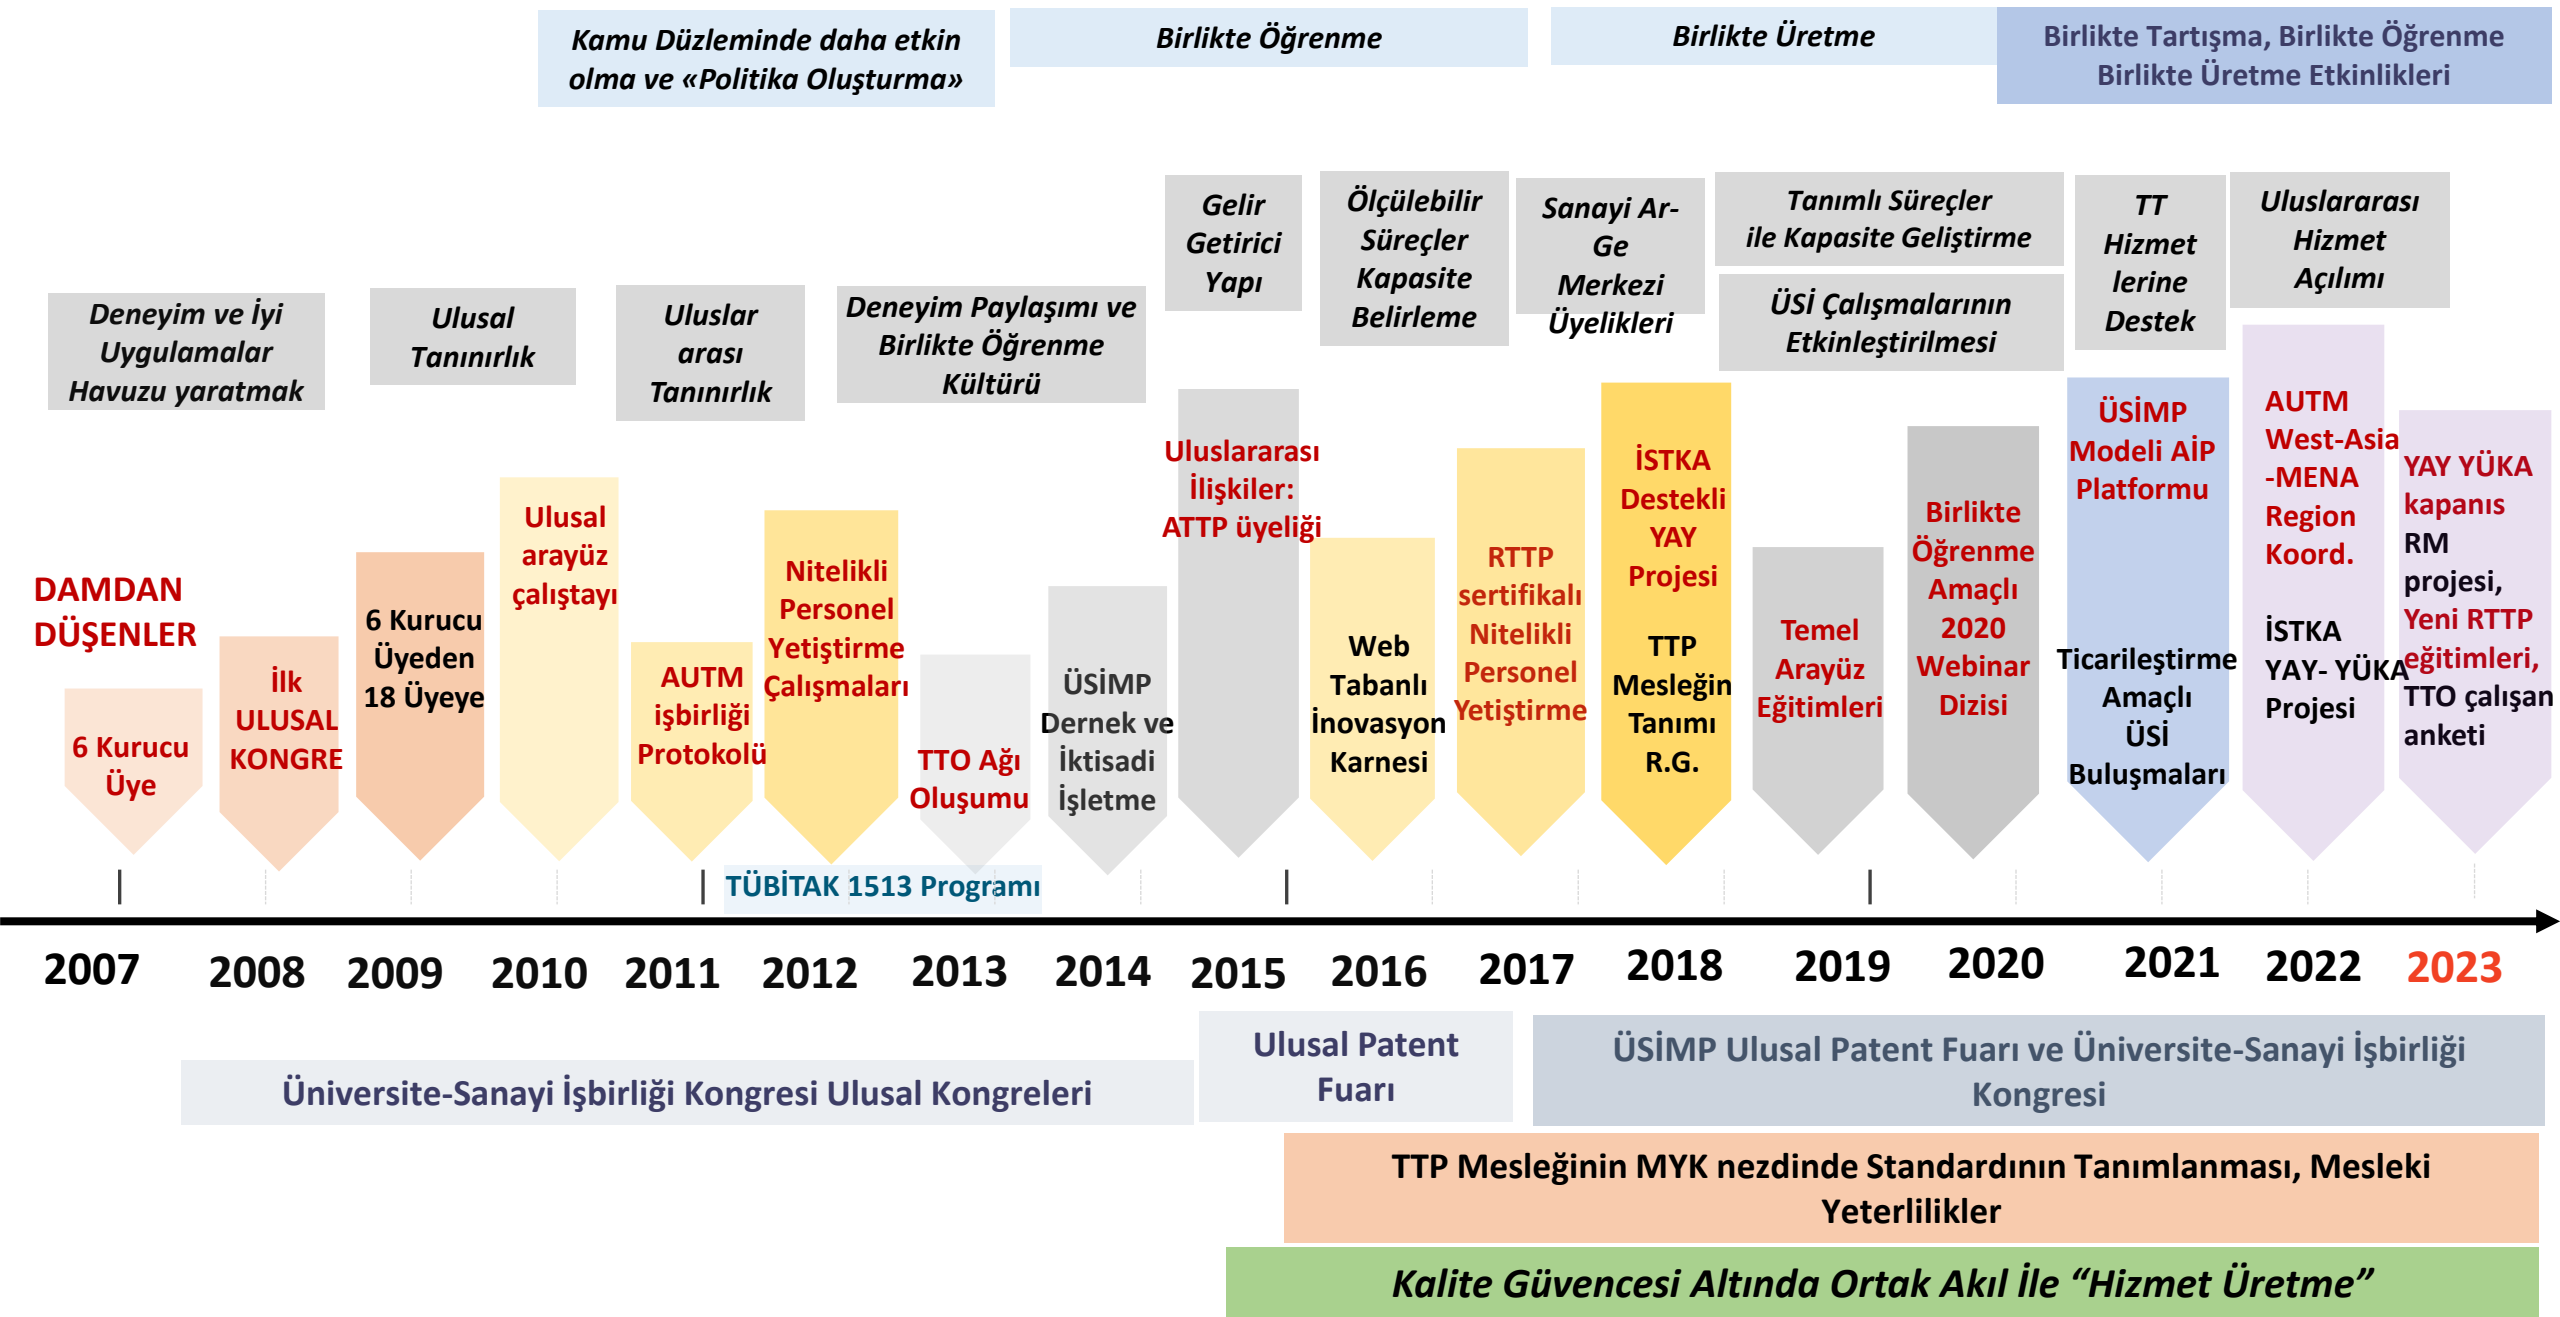 Kamu Düzleminde daha etkin
olma ve «Politika Oluşturma»
Birlikte Öğrenme
Birlikte Üretme
Birlikte Tartışma, Birlikte Öğrenme
Birlikte Üretme Etkinlikleri
Deneyim ve İyi
Uygulamalar
Havuzu yaratmak
Ulusal
Tanınırlık
Uluslar
arası
Tanınırlık
Deneyim Paylaşımı ve
Birlikte Öğrenme
Kültürü
Gelir
Getirici
Yapı
Ölçülebilir
Süreçler
Kapasite
Belirleme
Sanayi Ar-
Ge
Merkezi
Üyelikleri
Tanımlı Süreçler
ile Kapasite Geliştirme
ÜSİ Çalışmalarının
Etkinleştirilmesi
TT
Hizmet
lerine
Destek
Uluslararası
Hizmet
Açılımı
DAMDAN
DÜŞENLER
6 Kurucu
Üye
İlk
ULUSAL
KONGRE
6 Kurucu
Üyeden
18 Üyeye
Ulusal
arayüz
çalıştayı
AUTM
işbirliği
Protokolü
Nitelikli
Personel
Yetiştirme
Çalışmaları
TTO Ağı
Oluşumu
ÜSİMP
Dernek ve
İktisadi
İşletme
Uluslararası
İlişkiler:
ATTP üyeliği
Web
Tabanlı
İnovasyon
Karnesi
RTTP
sertifikalı
Nitelikli
Personel
Yetiştirme
İSTKA
Destekli
YAY
Projesi
TTP
Mesleğin
Tanımı
R.G.
Temel
Arayüz
Eğitimleri
Birlikte
Öğrenme
Amaçlı
2020
Webinar
Dizisi
ÜSİMP
Modeli AİP
Platformu
Ticarileştirme
Amaçlı
ÜSİ
Buluşmaları
AUTM
West-Asia
-MENA
Region
Koord.
İSTKA
YAY- YÜKA
Projesi
YAY YÜKA
kapanıs
RM
projesi,
Yeni RTTP
eğitimleri,
TTO çalışan
anketi
TÜBİTAK 1513 Programı
2007 2008 2009 2010 2011 2012 2013 2014 2015 2016 2017 2018 2019 2020 2021 2022 2023
Üniversite-Sanayi İşbirliği Kongresi Ulusal Kongreleri
Ulusal Patent
Fuarı
ÜSİMP Ulusal Patent Fuarı ve Üniversite-Sanayi İşbirliği
Kongresi
TTP Mesleğinin MYK nezdinde Standardının Tanımlanması, Mesleki
Yeterlilikler
Kalite Güvencesi Altında Ortak Akıl İle “Hizmet Üretme”